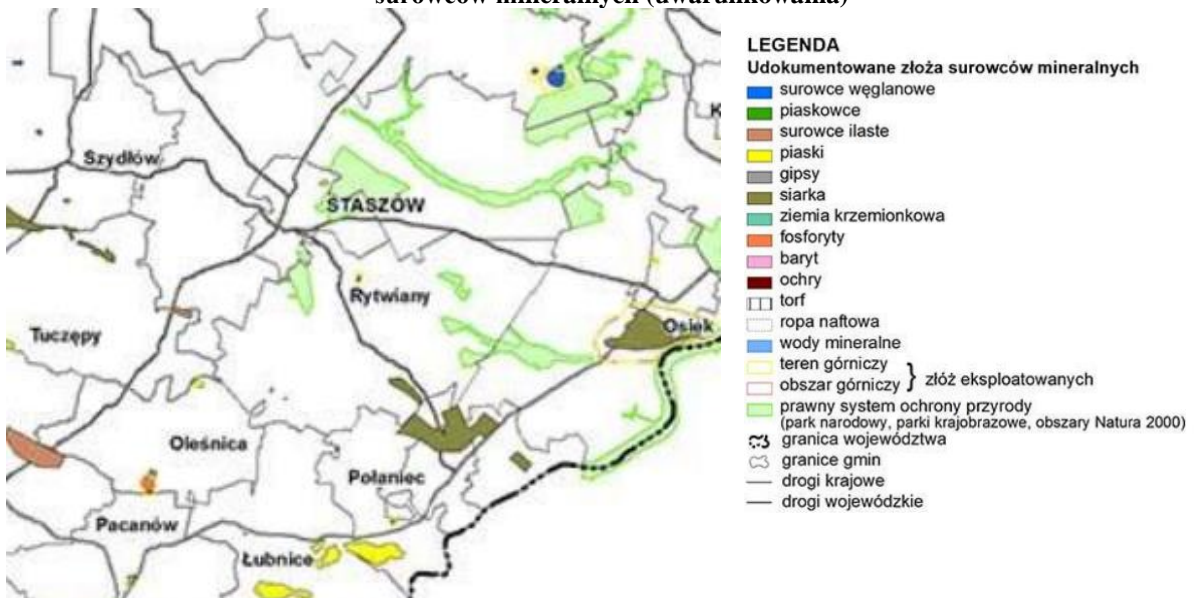 surowców mineralnych (uwarunkowania)
Szydłów
STASZÓW
Rytwiany
Osiek
Tuczępy
Oleśnica
Połaniec
Pacanów
Łubnice
K
LEGENDA
Udokumentowane złoża surowców mineralnych
surowce węglanowe
piaskowce
surowce ilaste
piaski
gipsy
siarka
ziemia krzemionkowa
fosforyty
baryt
ochry
torf
ropa naftowa
wody mineralne
teren górniczy
obszar górniczy } złóż eksploatowanych
prawny system ochrony przyrody
(park narodowy, parki krajobrazowe, obszary Natura 2000)
granica województwa
granice gmin
drogi krajowe
drogi wojewódzkie